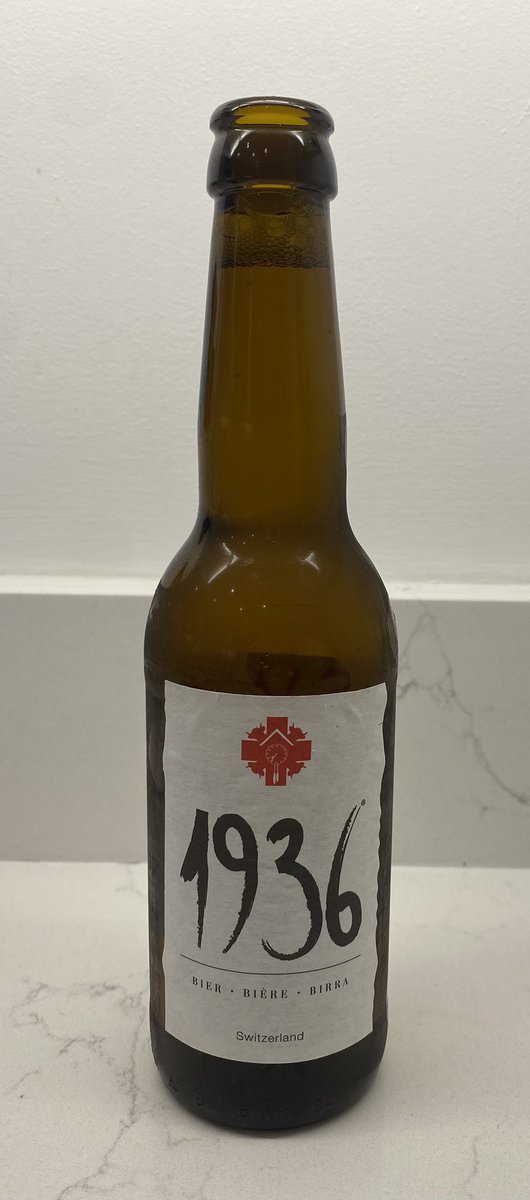 1936
BIER · BIÈRE · BIRRA
Switzerland